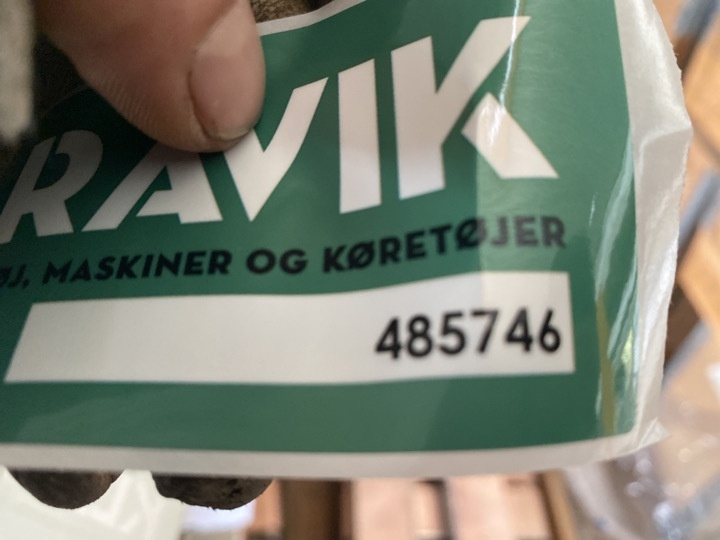 RAVIK
ØJ, MASKINER OG KØRETØJER
485746